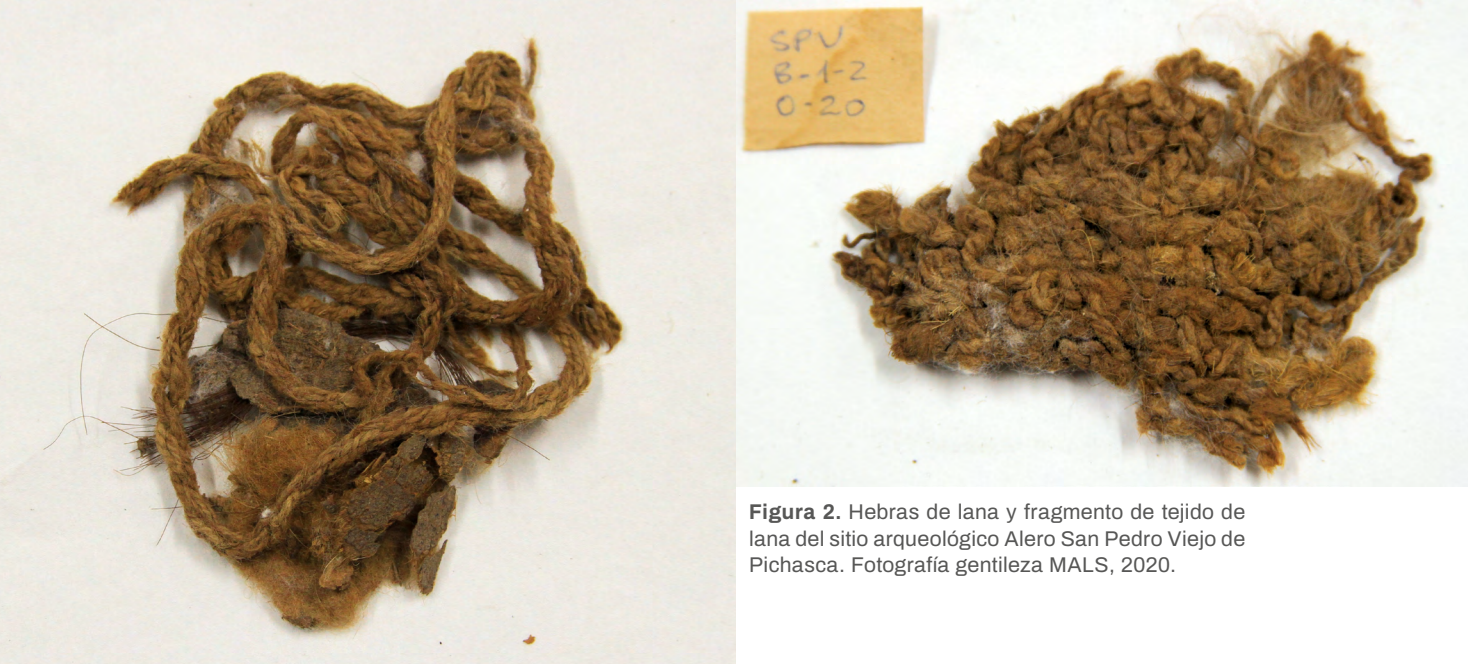 SPV
B-1-2
0-20
Figura 2. Hebras de lana y fragmento de tejido de
lana del sitio arqueológico Alero San Pedro Viejo de
Pichasca. Fotografía gentileza MALS, 2020.